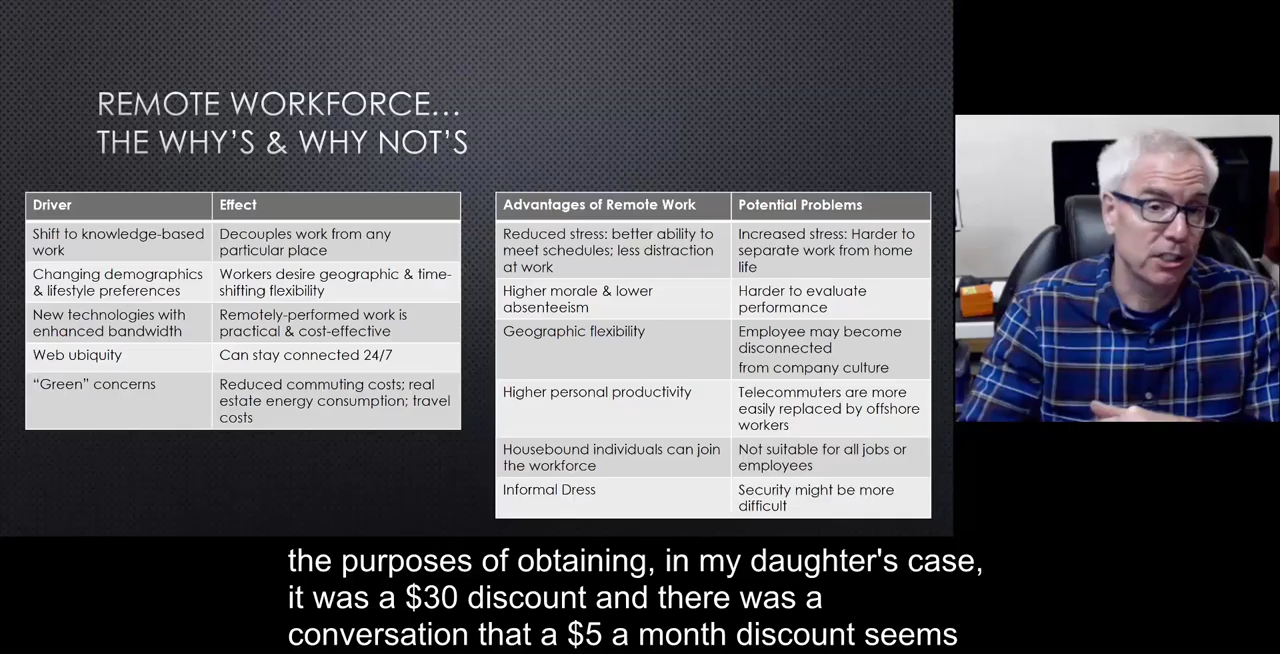 REMOTE WORKFORCE…
THE WHY’S & WHY NOT’S
Driver
Effect
Shift to knowledge-based
work
Decouples work from any
particular place
Changing demographics
& lifestyle preferences
Workers desire geographic & time-
shifting flexibility
New technologies with
enhanced bandwidth
Remotely-performed work is
practical & cost-effective
Web ubiquity
Can stay connected 24/7
“Green” concerns
Reduced commuting costs; real
estate energy consumption; travel
costs
Advantages of Remote Work
Potential Problems
Reduced stress: better ability to
meet schedules; less distraction
at work
Increased stress: Harder to
separate work from home
life
Higher morale & lower
absenteeism
Harder to evaluate
performance
Geographic flexibility
Employee may become
disconnected
from company culture
Higher personal productivity
Telecommuters are more
easily replaced by offshore
workers
Housebound individuals can join
the workforce
Not suitable for all jobs or
employees
Informal Dress
Security might be more
difficult
the purposes of obtaining, in my daughter's case,
it was a $30 discount and there was a
conversation that a $5 a month discount seems